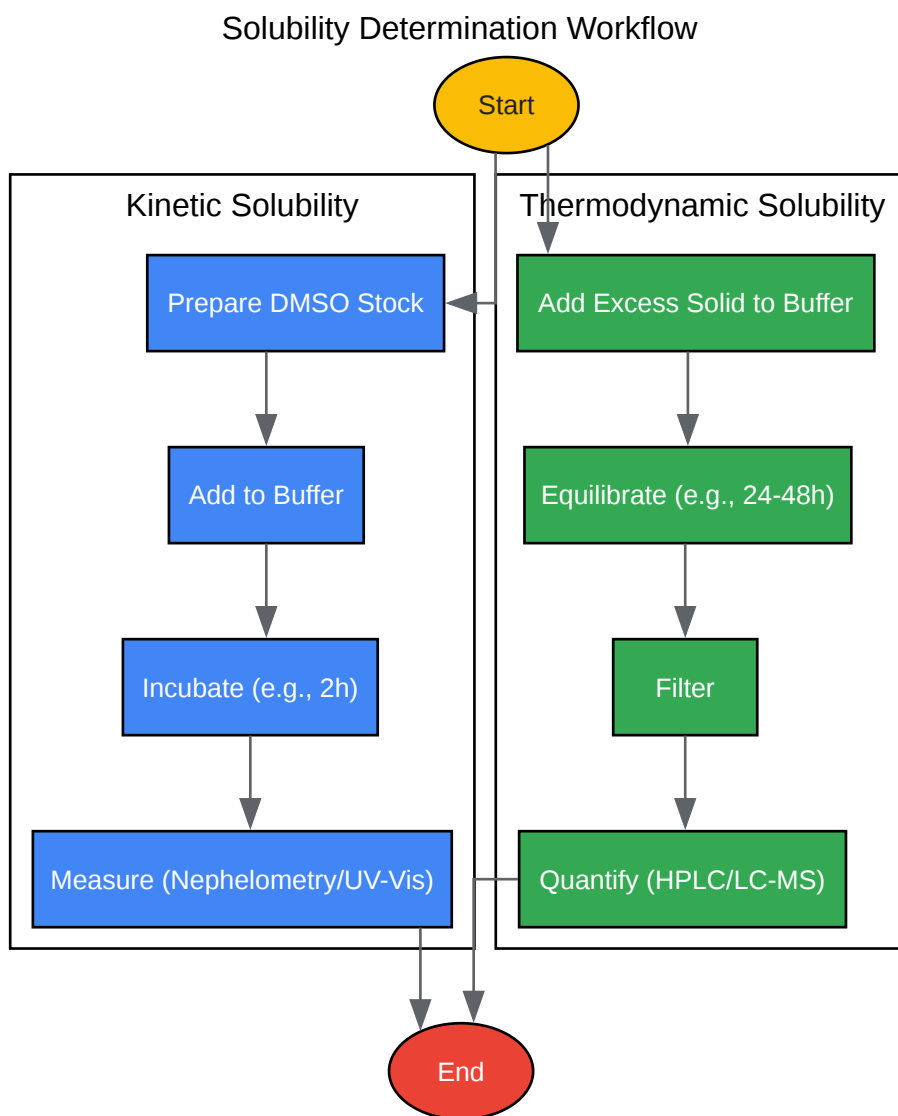 Solubility Determination Workflow
Start
Kinetic Solubility
Prepare DMSO Stock
Add to Buffer
Incubate (e.g., 2h)
Measure (Nephelometry/UV-Vis)
Thermodynamic Solubility
Add Excess Solid to Buffer
Equilibrate (e.g., 24-48h)
Filter
Quantify (HPLC/LC-MS)
End